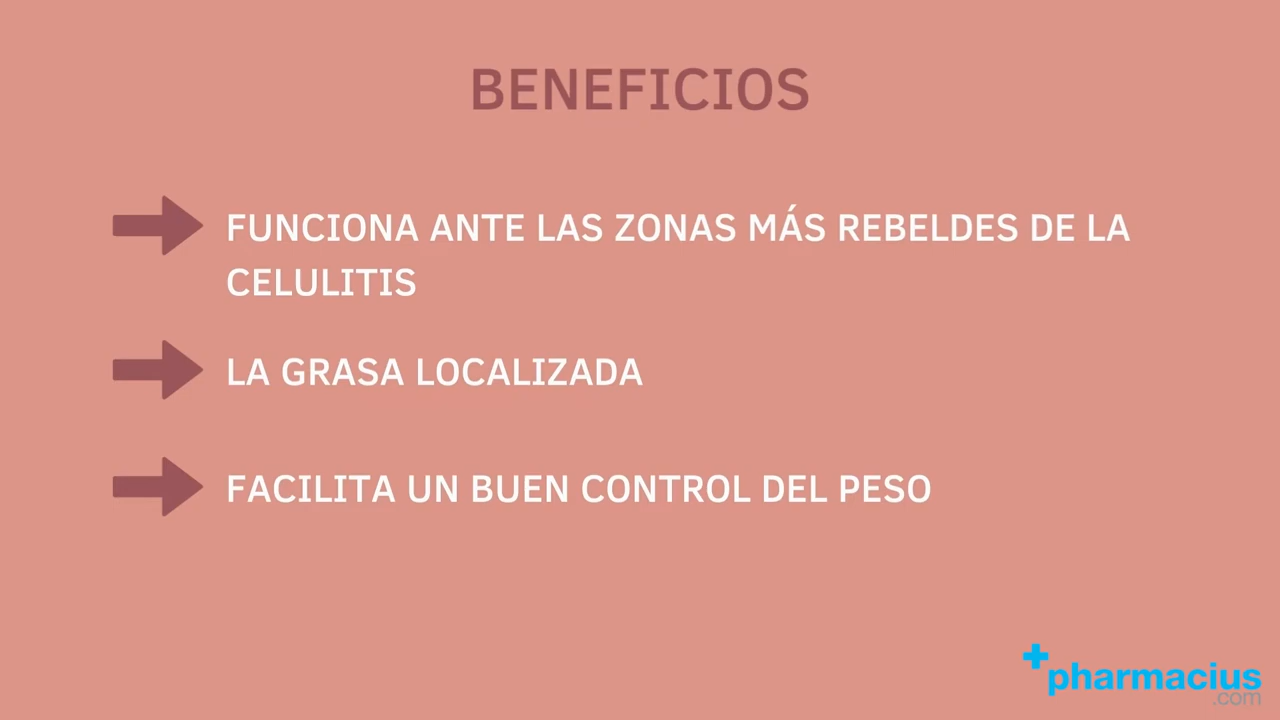 BENEFICIOS
FUNCIONA ANTE LAS ZONAS MÁS REBELDES DE LA
CELULITIS
LA GRASA LOCALIZADA
FACILITA UN BUEN CONTROL DEL PESO
+pharmacius
.com